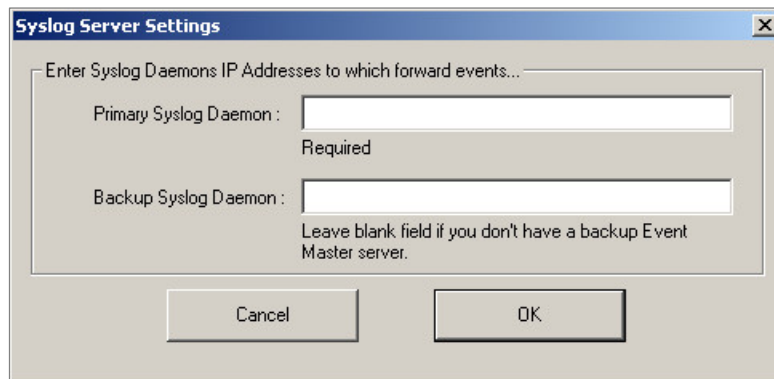 Syslog Server Settings
Enter Syslog Daemons IP Addresses to which forward events...
Primary Syslog Daemon :
Required
Backup Syslog Daemon :
Leave blank field if you don't have a backup Event
Master server.
Cancel
OK